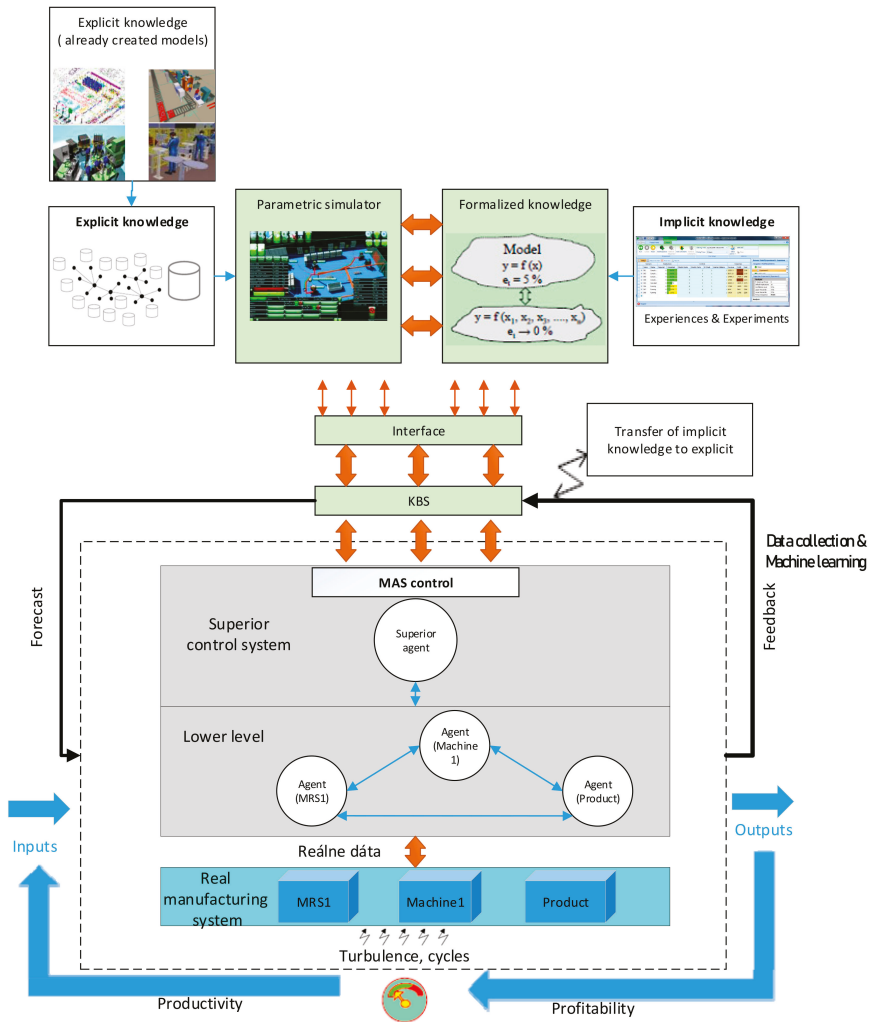 Explicit knowledge
( already created models)
Explicit knowledge
Parametric simulator
Formalized knowledge
Model
y = f (x)
eᵢ = 5 %
y = f (x₁, x₂, x₃, ...., xₙ)
eᵢ → 0 %
Implicit knowledge
Experiences & Experiments
Interface
Transfer of implicit
knowledge to explicit
KBS
Data collection &
Machine learning
Forecast
Feedback
MAS control
Superior
control system
Superior
agent
Lower level
Agent
(Machine
1)
Agent
(MRS1)
Agent
(Product)
Inputs
Outputs
Reálne dáta
Real
manufacturing
system
MRS1
Machine1
Product
Turbulence, cycles
Productivity
Profitability